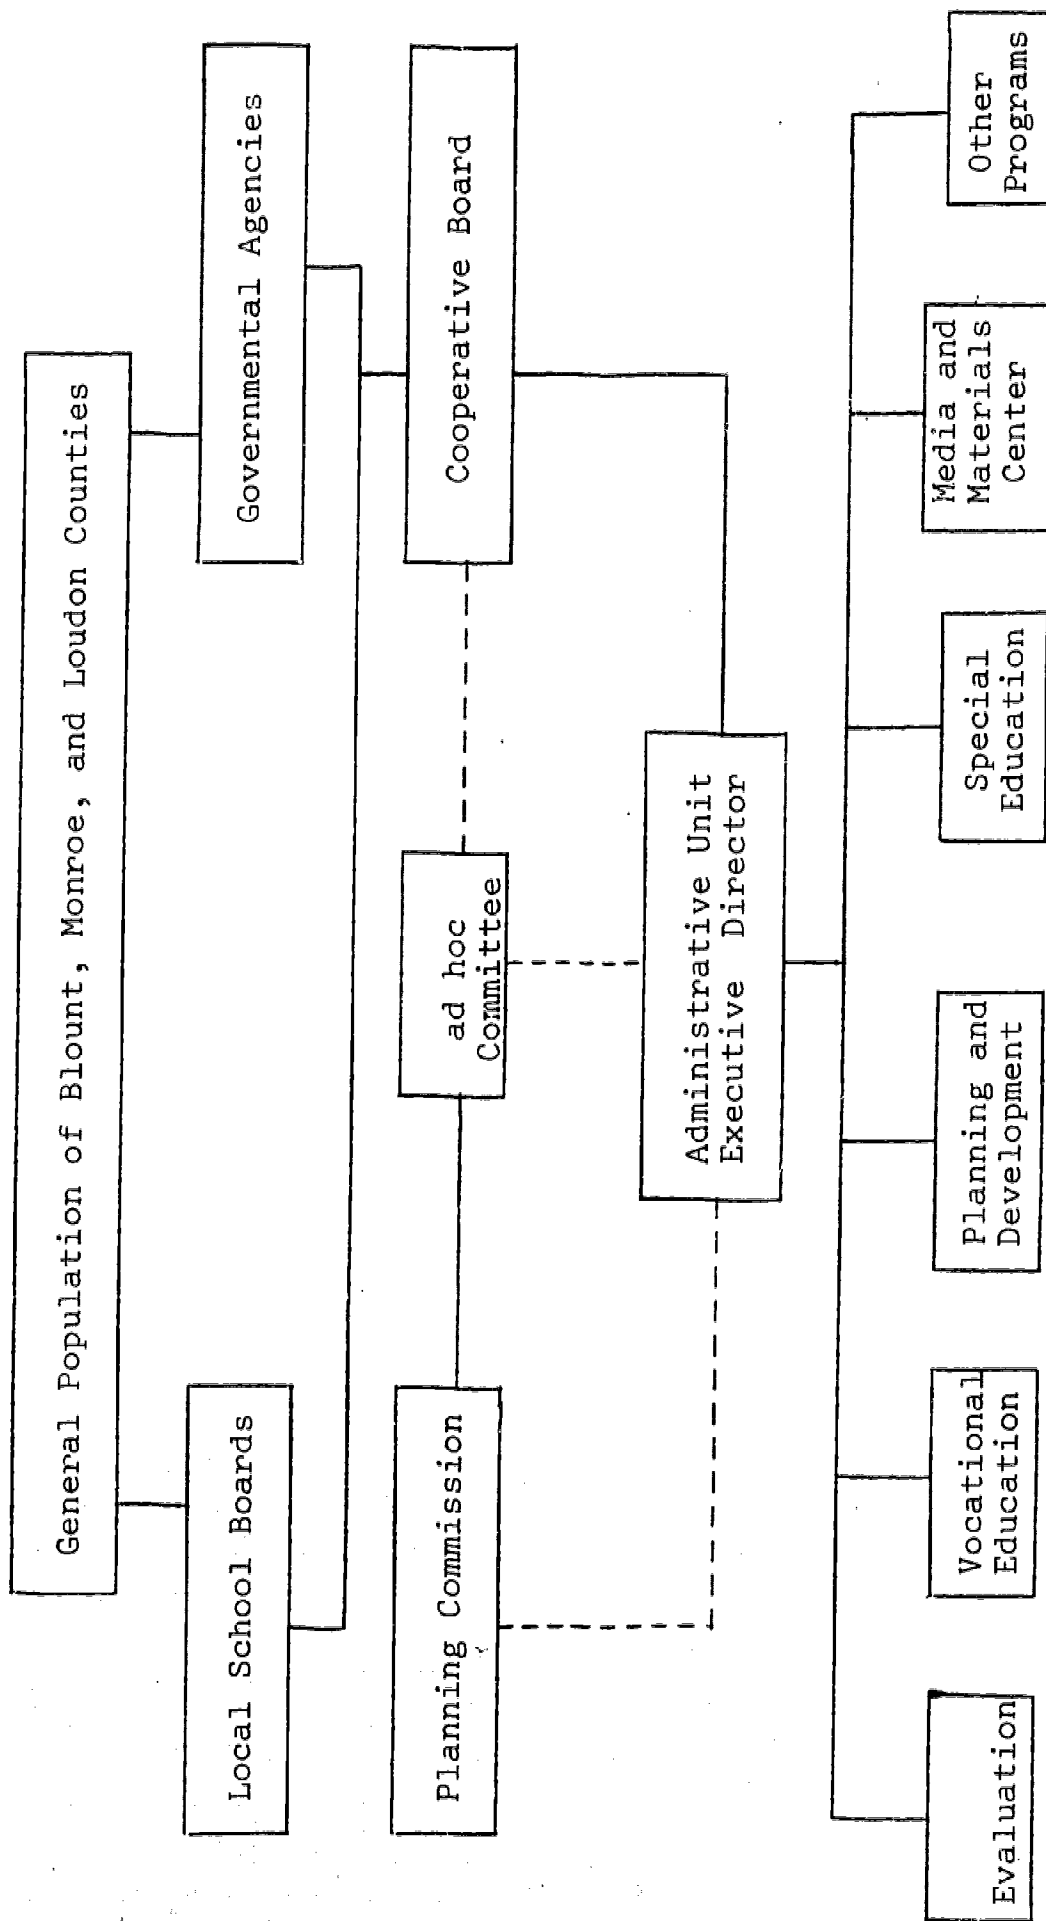 General Population of Blount, Monroe, and Loudon Counties
Local School Boards
Governmental Agencies
Planning Commission
ad hoc
Committee
Cooperative Board
Administrative Unit
Executive Director
Evaluation
Vocational
Education
Planning and
Development
Special
Education
Media and
Materials
Center
Other
Programs